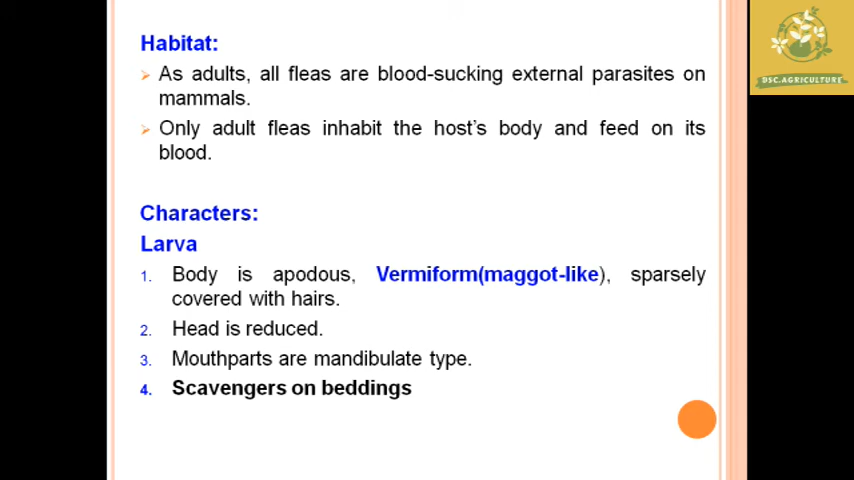 Habitat:
As adults, all fleas are blood-sucking external parasites on
mammals.
Only adult fleas inhabit the host's body and feed on its
blood.
Characters:
Larva
1. Body is apodous, Vermiform(maggot-like), sparsely
covered with hairs.
2. Head is reduced.
3. Mouthparts are mandibulate type.
4. Scavengers on beddings
DSC.AGRICULTURE